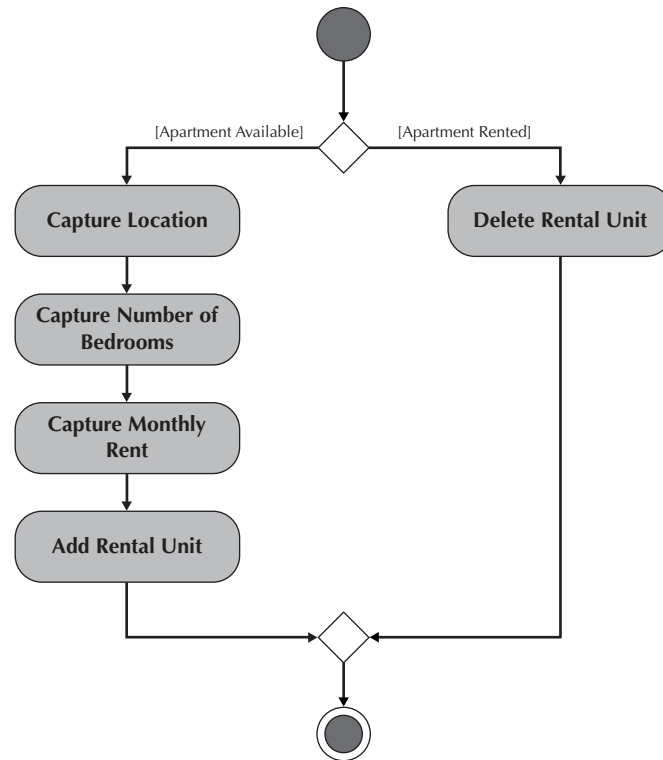 [Apartment Available]
[Apartment Rented]
Capture Location
Delete Rental Unit
Capture Number of
Bedrooms
Capture Monthly
Rent
Add Rental Unit